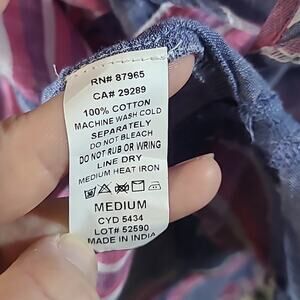 RN# 87965
CA# 29289
100% COTTON
MACHINE WASH COLD
SEPARATELY
DO NOT BLEACH
DO NOT RUB OR WRING
LINE DRY
MEDIUM HEAT IRON
MEDIUM
CYD 5434
LOT# 52590
MADE IN INDIA